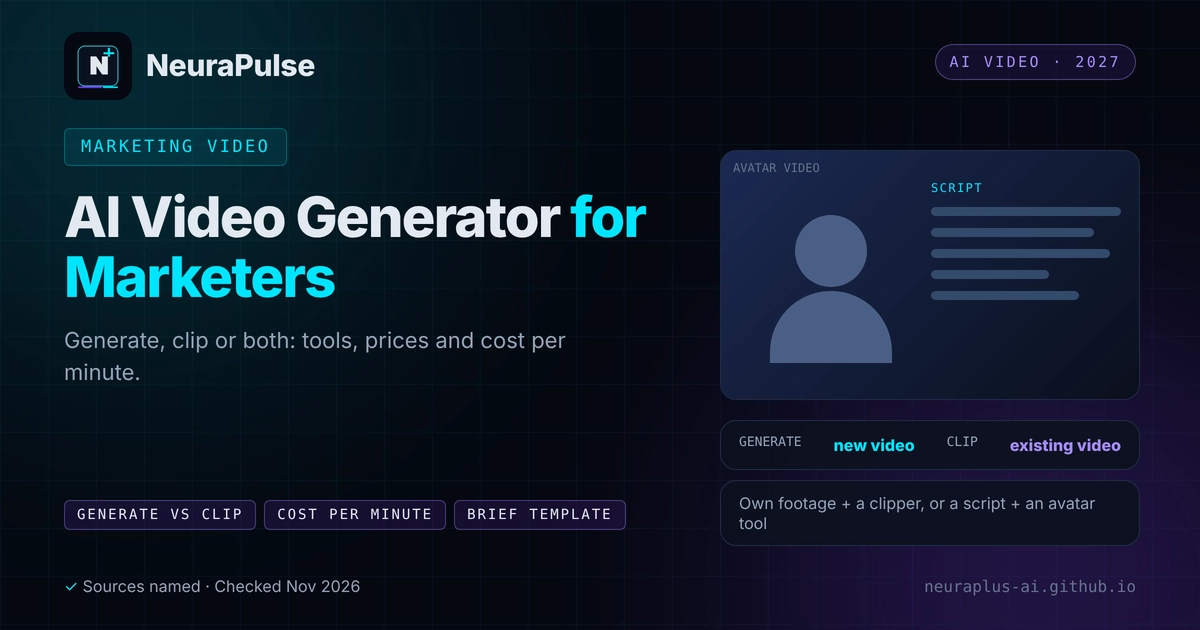 N
NeuraPulse
AI VIDEO · 2027
MARKETING VIDEO
AI Video Generator for
Marketers
Generate, clip or both: tools, prices and cost per
minute.
GENERATE VS CLIP
COST PER MINUTE
BRIEF TEMPLATE
✓ Sources named · Checked Nov 2026
AVATAR VIDEO
SCRIPT
GENERATE new video CLIP existing video
Own footage + a clipper, or a script + an avatar
tool
neuraplus-ai.github.io